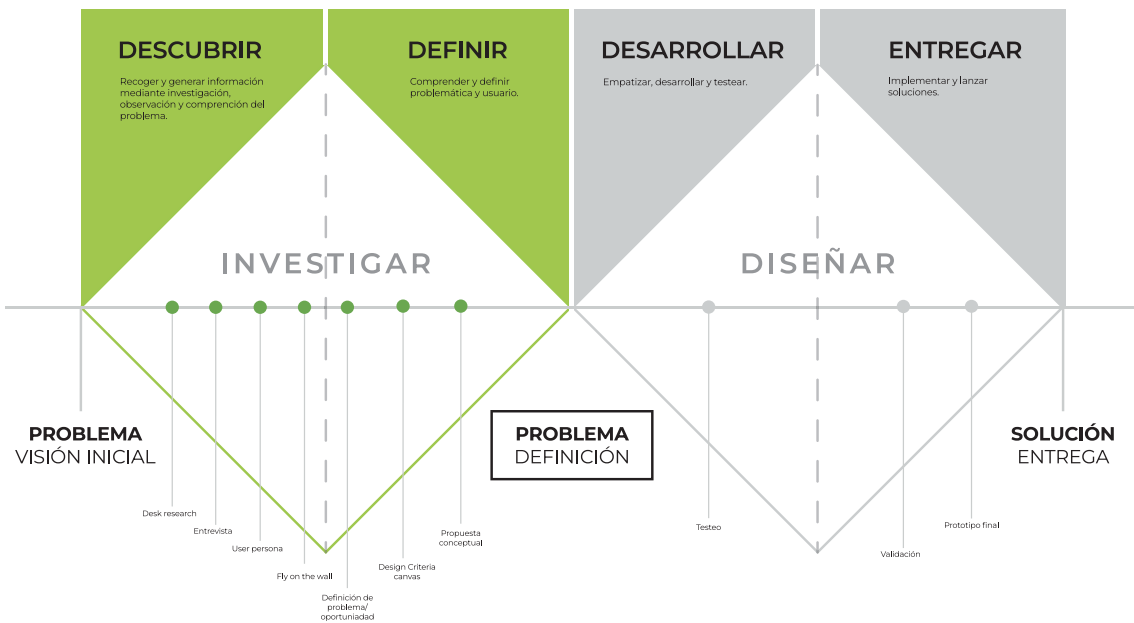 DESCUBRIR
Recoger y generar información
mediante investigación,
observación y comprención del
problema.
DEFINIR
Comprender y definir
problemática y usuario.
DESARROLLAR
Empatizar, desarrollar y testear.
ENTREGAR
Implementar y lanzar
soluciones.
INVESTIGAR
DISEÑAR
PROBLEMA
VISIÓN INICIAL
PROBLEMA
DEFINICIÓN
SOLUCIÓN
ENTREGA
Desk research
Entrevista
User persona
Fly on the wall
Definición de
problema/
oportuniadad
Design Criteria
canvas
Propuesta
conceptual
Testeo
Validación
Prototipo final